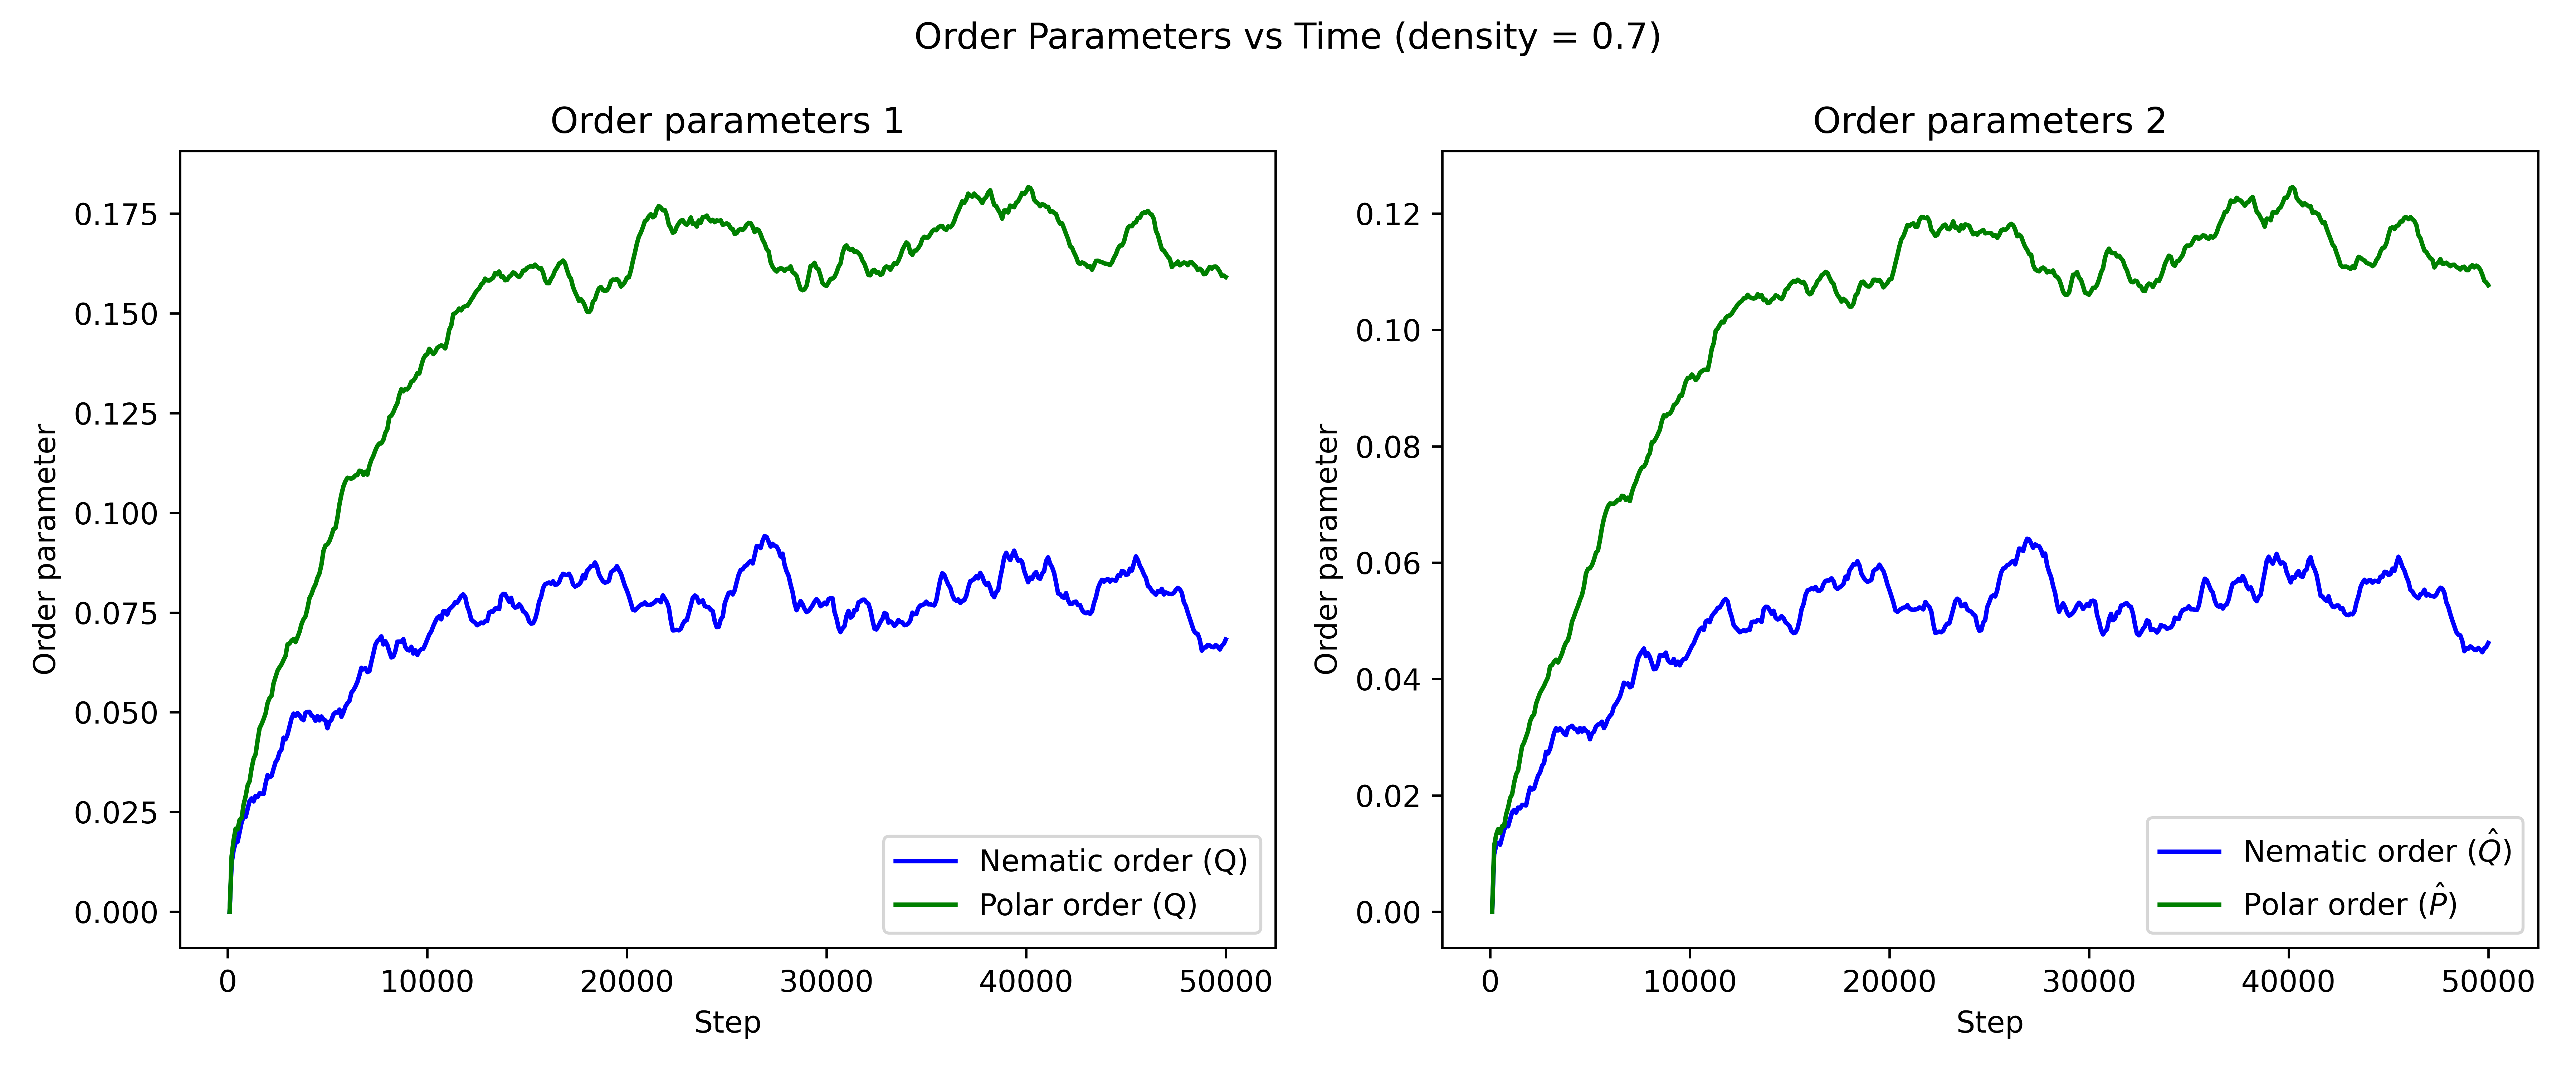 Order Parameters vs Time (density = 0.7)
Order parameters 1
Order parameter
0.175
0.150
0.125
0.100
0.075
0.050
0.025
0.000
Nematic order (Q)
Polar order (Q)
0 10000 20000 30000 40000 50000
Step
Order parameters 2
Order parameter
0.12
0.10
0.08
0.06
0.04
0.02
0.00
Nematic order (Q̂)
Polar order (P̂)
0 10000 20000 30000 40000 50000
Step